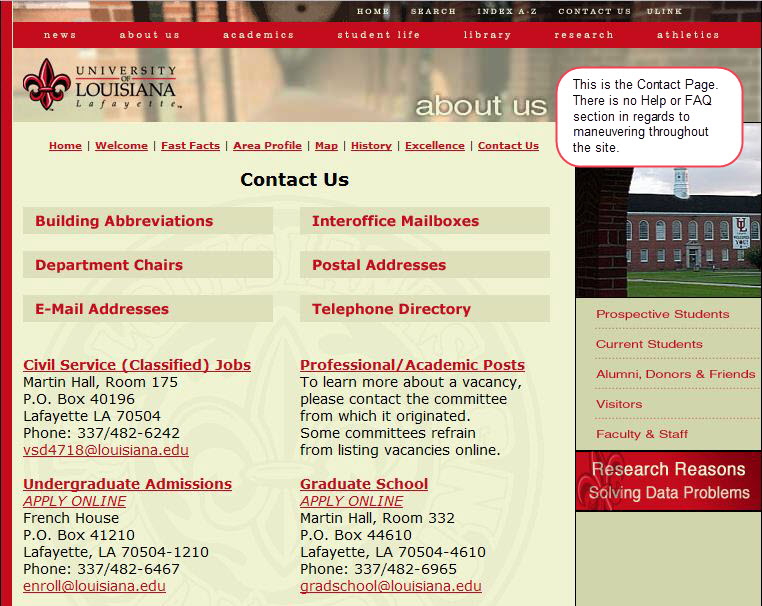 HOME SEARCH INDEX A-Z CONTACT US ULINK
news about us academics student life library research athletics
UNIVERSITY
OF
LOUISIANA
Lafayette™
about us
This is the Contact Page.
There is no Help or FAQ
section in regards to
maneuvering throughout
the site.
Home | Welcome | Fast Facts | Area Profile | Map | History | Excellence | Contact Us
Contact Us
Building Abbreviations
Interoffice Mailboxes
Department Chairs
Postal Addresses
E-Mail Addresses
Telephone Directory
Civil Service (Classified) Jobs
Martin Hall, Room 175
P.O. Box 40196
Lafayette LA 70504
Phone: 337/482-6242
vsd4718@louisiana.edu
Professional/Academic Posts
To learn more about a vacancy,
please contact the committee
from which it originated.
Some committees refrain
from listing vacancies online.
Undergraduate Admissions
APPLY ONLINE
French House
P.O. Box 41210
Lafayette, LA 70504-1210
Phone: 337/482-6467
enroll@louisiana.edu
Graduate School
APPLY ONLINE
Martin Hall, Room 332
P.O. Box 44610
Lafayette, LA 70504-4610
Phone: 337/482-6965
gradschool@louisiana.edu
Prospective Students
Current Students
Alumni, Donors & Friends
Visitors
Faculty & Staff
Research Reasons
Solving Data Problems